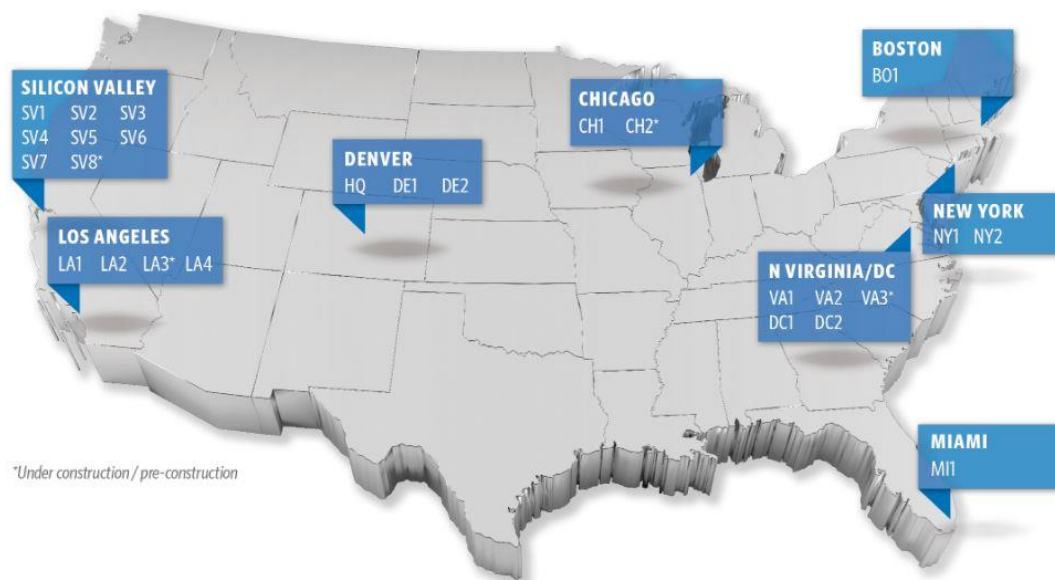 SILICON VALLEY
SV1 SV2 SV3
SV4 SV5 SV6
SV7 SV8*
LOS ANGELES
LA1 LA2 LA3* LA4
DENVER
HQ DE1 DE2
CHICAGO
CH1 CH2*
BOSTON
BO1
NEW YORK
NY1 NY2
N VIRGINIA/DC
VA1 VA2 VA3*
DC1 DC2
MIAMI
MI1
*Under construction / pre-construction